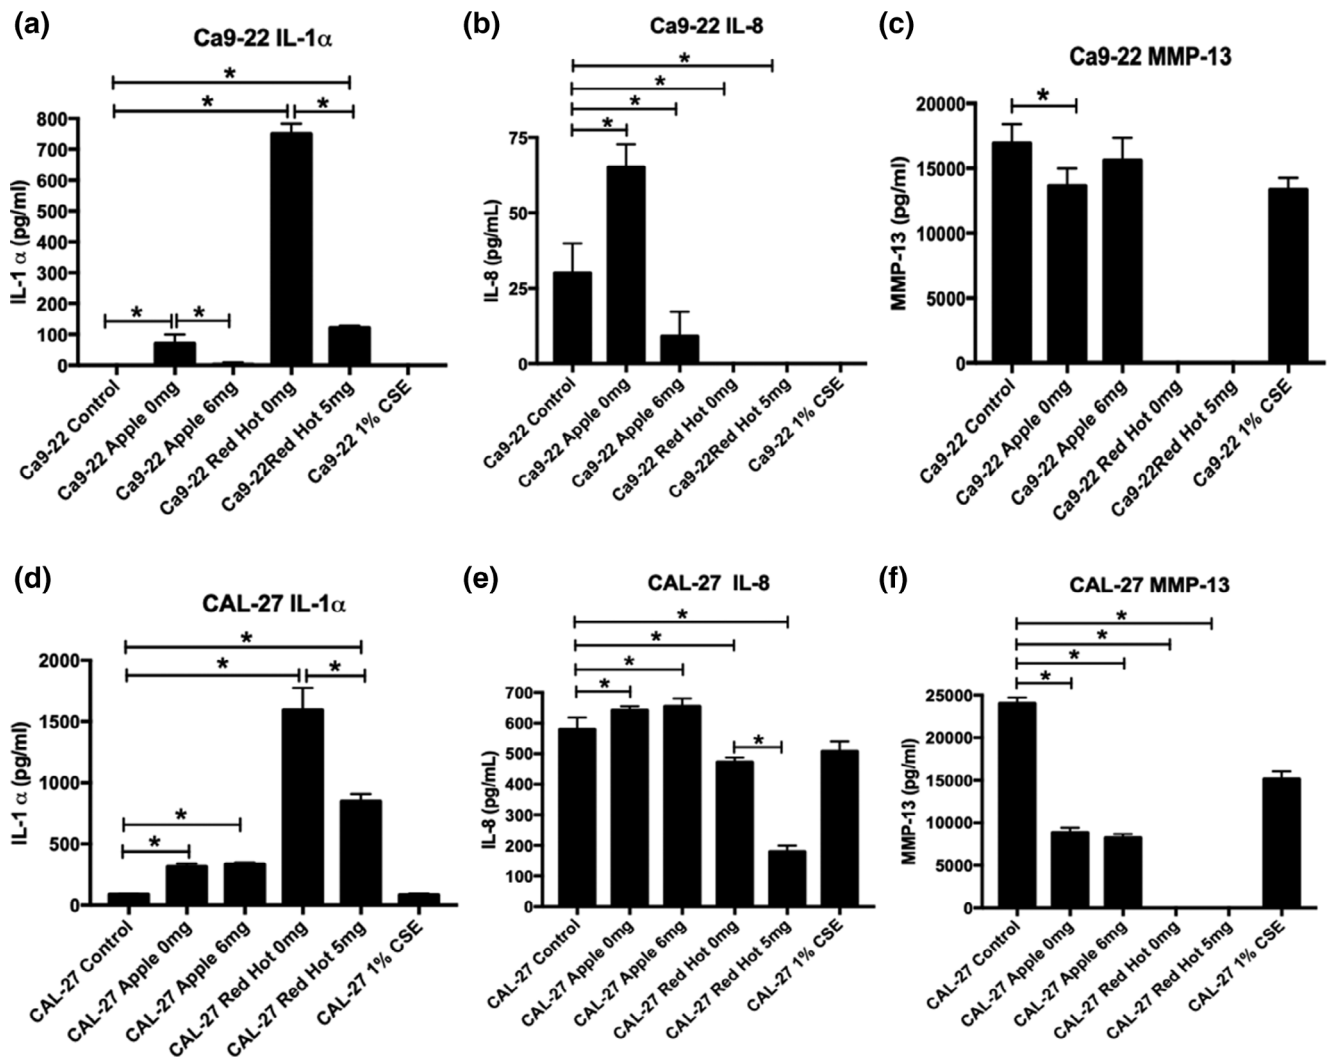 (a)
Ca9-22 IL-1α
*
*
*
*
*
IL-1 α (pg/ml)
800
700
600
500
400
300
200
100
0
Ca9-22 Control
Ca9-22 Apple 0mg
Ca9-22 Apple 6mg
Ca9-22 Red Hot 0mg
Ca9-22Red Hot 5mg
Ca9-22 1% CSE
(b)
Ca9-22 IL-8
*
*
*
*
IL-8 (pg/mL)
75
50
25
0
Ca9-22 Control
Ca9-22 Apple 0mg
Ca9-22 Apple 6mg
Ca9-22 Red Hot 0mg
Ca9-22Red Hot 5mg
Ca9-22 1% CSE
(c)
Ca9-22 MMP-13
*
MMP-13 (pg/ml)
20000
15000
10000
5000
0
Ca9-22 Control
Ca9-22 Apple 0mg
Ca9-22 Apple 6mg
Ca9-22 Red Hot 0mg
Ca9-22Red Hot 5mg
Ca9-22 1% CSE
(d)
CAL-27 IL-1α
*
*
*
*
*
IL-1 α (pg/ml)
2000
1500
1000
500
0
CAL-27 Control
CAL-27 Apple 0mg
CAL-27 Apple 6mg
CAL-27 Red Hot 0mg
CAL-27 Red Hot 5mg
CAL-27 1% CSE
(e)
CAL-27 IL-8
*
*
*
*
*
IL-8 (pg/mL)
700
600
500
400
300
200
100
0
CAL-27 Control
CAL-27 Apple 0mg
CAL-27 Apple 6mg
CAL-27 Red Hot 0mg
CAL-27 Red Hot 5mg
CAL-27 1% CSE
(f)
CAL-27 MMP-13
*
*
*
*
MMP-13 (pg/ml)
25000
20000
15000
10000
5000
0
CAL-27 Control
CAL-27 Apple 0mg
CAL-27 Apple 6mg
CAL-27 Red Hot 0mg
CAL-27 Red Hot 5mg
CAL-27 1% CSE